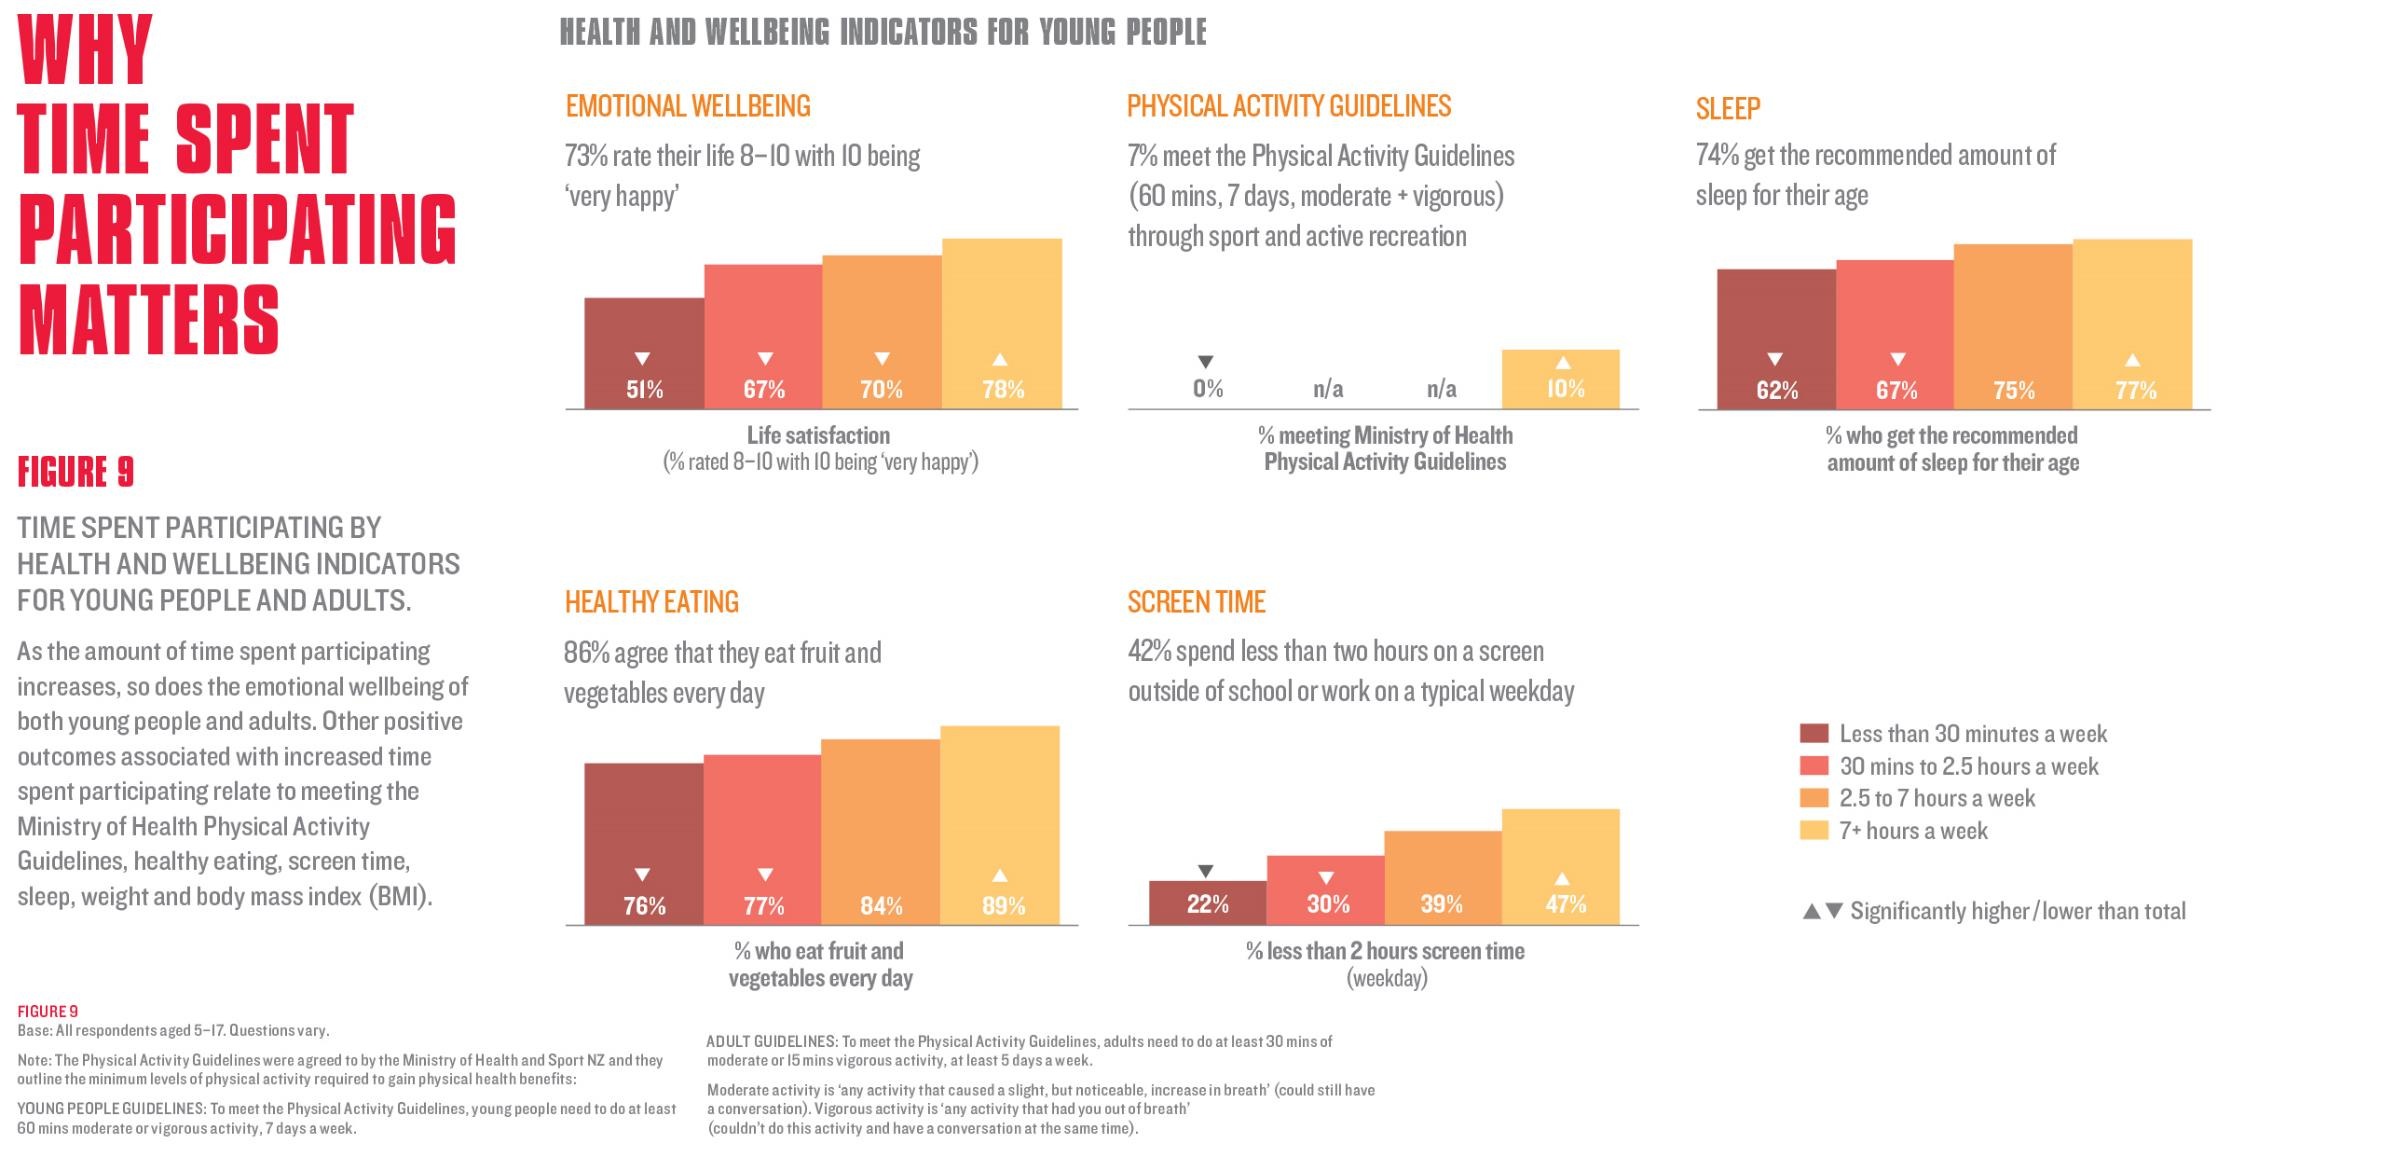 WHY
TIME SPENT
PARTICIPATING
MATTERS
FIGURE 9
TIME SPENT PARTICIPATING BY
HEALTH AND WELLBEING INDICATORS
FOR YOUNG PEOPLE AND ADULTS.
As the amount of time spent participating
increases, so does the emotional wellbeing of
both young people and adults. Other positive
outcomes associated with increased time
spent participating relate to meeting the
Ministry of Health Physical Activity
Guidelines, healthy eating, screen time,
sleep, weight and body mass index (BMI).
HEALTH AND WELLBEING INDICATORS FOR YOUNG PEOPLE
EMOTIONAL WELLBEING
73% rate their life 8–10 with 10 being
‘very happy’
▼ ▼ ▼ ▲
51% 67% 70% 78%
Life satisfaction
(% rated 8–10 with 10 being ‘very happy’)
PHYSICAL ACTIVITY GUIDELINES
7% meet the Physical Activity Guidelines
(60 mins, 7 days, moderate + vigorous)
through sport and active recreation
▼ ▲
0% n/a n/a 10%
% meeting Ministry of Health
Physical Activity Guidelines
SLEEP
74% get the recommended amount of
sleep for their age
▼ ▼ ▲
62% 67% 75% 77%
% who get the recommended
amount of sleep for their age
HEALTHY EATING
86% agree that they eat fruit and
vegetables every day
▼ ▼ ▲
76% 77% 84% 89%
% who eat fruit and
vegetables every day
SCREEN TIME
42% spend less than two hours on a screen
outside of school or work on a typical weekday
▼ ▼ ▲
22% 30% 39% 47%
% less than 2 hours screen time
(weekday)
Less than 30 minutes a week
30 mins to 2.5 hours a week
2.5 to 7 hours a week
7+ hours a week
▲▼ Significantly higher/lower than total
FIGURE 9
Base: All respondents aged 5–17. Questions vary.
Note: The Physical Activity Guidelines were agreed to by the Ministry of Health and Sport NZ and they
outline the minimum levels of physical activity required to gain physical health benefits:
YOUNG PEOPLE GUIDELINES: To meet the Physical Activity Guidelines, young people need to do at least
60 mins moderate or vigorous activity, 7 days a week.
ADULT GUIDELINES: To meet the Physical Activity Guidelines, adults need to do at least 30 mins of
moderate or 15 mins vigorous activity, at least 5 days a week.
Moderate activity is ‘any activity that caused a slight, but noticeable, increase in breath’ (could still have
a conversation). Vigorous activity is ‘any activity that had you out of breath’
(couldn’t do this activity and have a conversation at the same time).